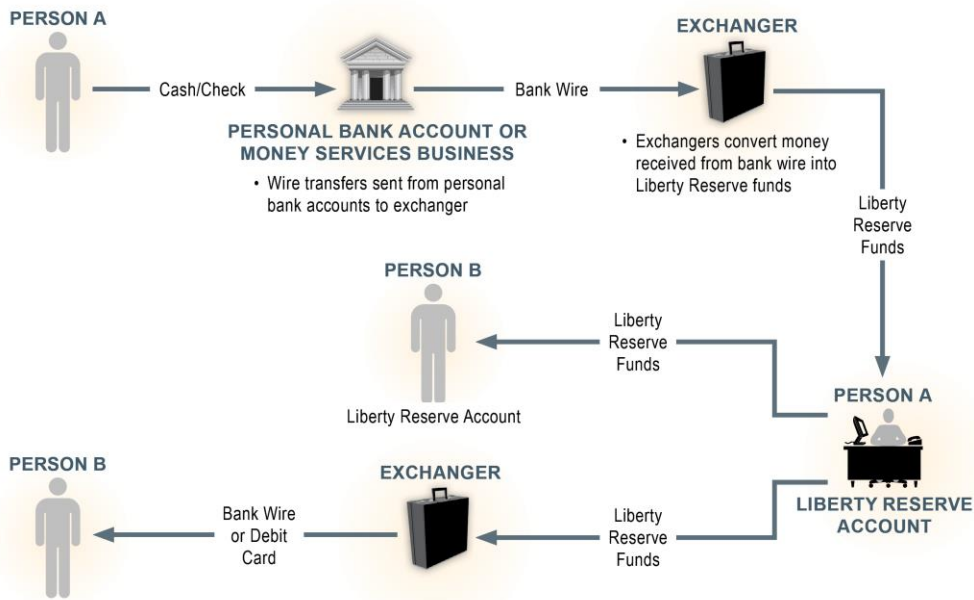 PERSON A
Cash/Check
PERSONAL BANK ACCOUNT OR
MONEY SERVICES BUSINESS
• Wire transfers sent from personal
bank accounts to exchanger
Bank Wire
EXCHANGER
• Exchangers convert money
received from bank wire into
Liberty Reserve funds
Liberty
Reserve
Funds
PERSON B
Liberty Reserve Account
Liberty
Reserve
Funds
PERSON A
LIBERTY RESERVE
ACCOUNT
PERSON B
Bank Wire
or Debit
Card
EXCHANGER
Liberty
Reserve
Funds